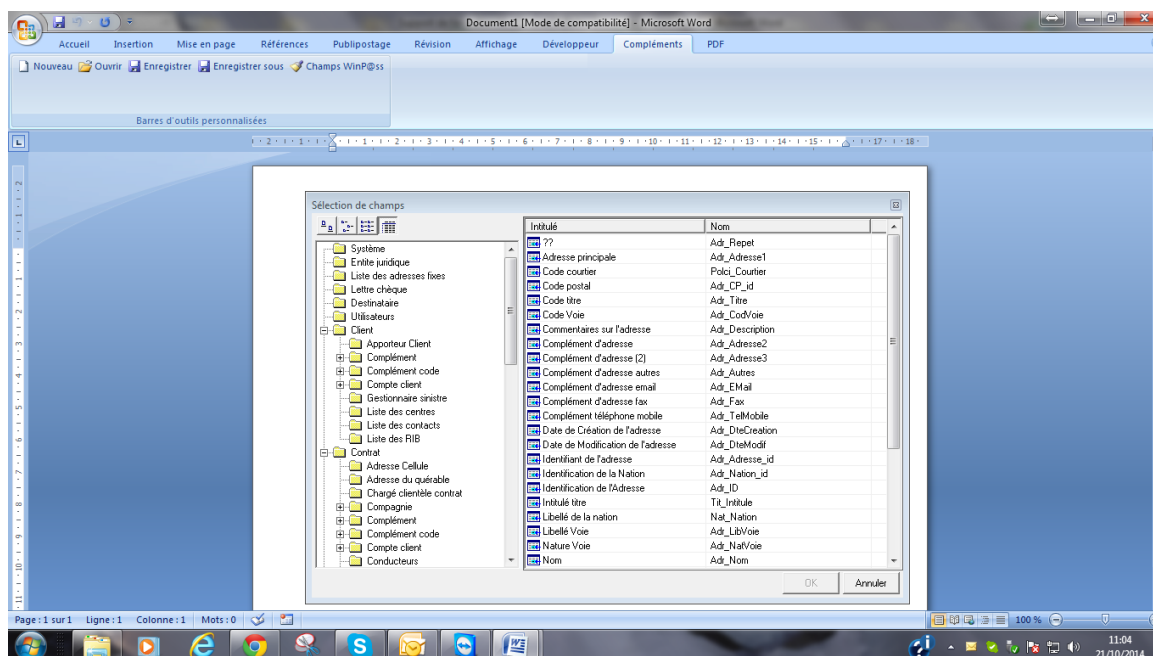 Document1 [Mode de compatibilité] - Microsoft Word
Accueil Insertion Mise en page Références Publipostage Révision Affichage Développeur Compléments PDF
Nouveau Ouvrir Enregistrer Enregistrer sous Champs WinP@ss
Barres d'outils personnalisées
Sélection de champs
Intitulé Nom
Système
Entite juridique
Liste des adresses fixes
Lettre chèque
Destinataire
Utilisateurs
Client
Apporteur Client
Complément
Complément code
Compte client
Gestionnaire sinistre
Liste des centres
Liste des contacts
Liste des RIB
Contrat
Adresse Cellule
Adresse du quérable
Chargé clientèle contrat
Compagnie
Complément
Complément code
Compte client
Conducteurs
?? Adr_Repet
Adresse principale Adr_Adresse1
Code courtier Polci_Courtier
Code postal Adr_CP_id
Code titre Adr_Titre
Code Voie Adr_CodVoie
Commentaires sur l'adresse Adr_Description
Complément d'adresse Adr_Adresse2
Complément d'adresse (2) Adr_Adresse3
Complément d'adresse autres Adr_Autres
Complément d'adresse email Adr_EMail
Complément d'adresse fax Adr_Fax
Complément téléphone mobile Adr_TelMobile
Date de Création de l'adresse Adr_DteCreation
Date de Modification de l'adresse Adr_DteModif
Identifiant de l'adresse Adr_Adresse_id
Identification de la Nation Adr_Nation_id
Identification de l'Adresse Adr_ID
Intitulé titre Tit_Intitule
Libellé de la nation Nat_Nation
Libellé Voie Adr_LibVoie
Nature Voie Adr_NatVoie
Nom Adr_Nom
OK Annuler
Page : 1 sur 1 Ligne : 1 Colonne : 1 Mots : 0 100 %
11:04
21/10/2014